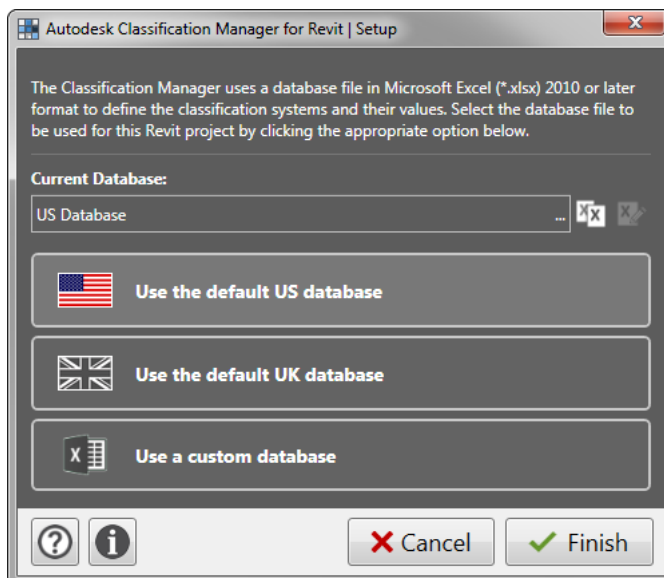 Autodesk Classification Manager for Revit | Setup
The Classification Manager uses a database file in Microsoft Excel (*.xlsx) 2010 or later
format to define the classification systems and their values. Select the database file to
be used for this Revit project by clicking the appropriate option below.
Current Database:
US Database ...
Use the default US database
Use the default UK database
Use a custom database
Cancel Finish